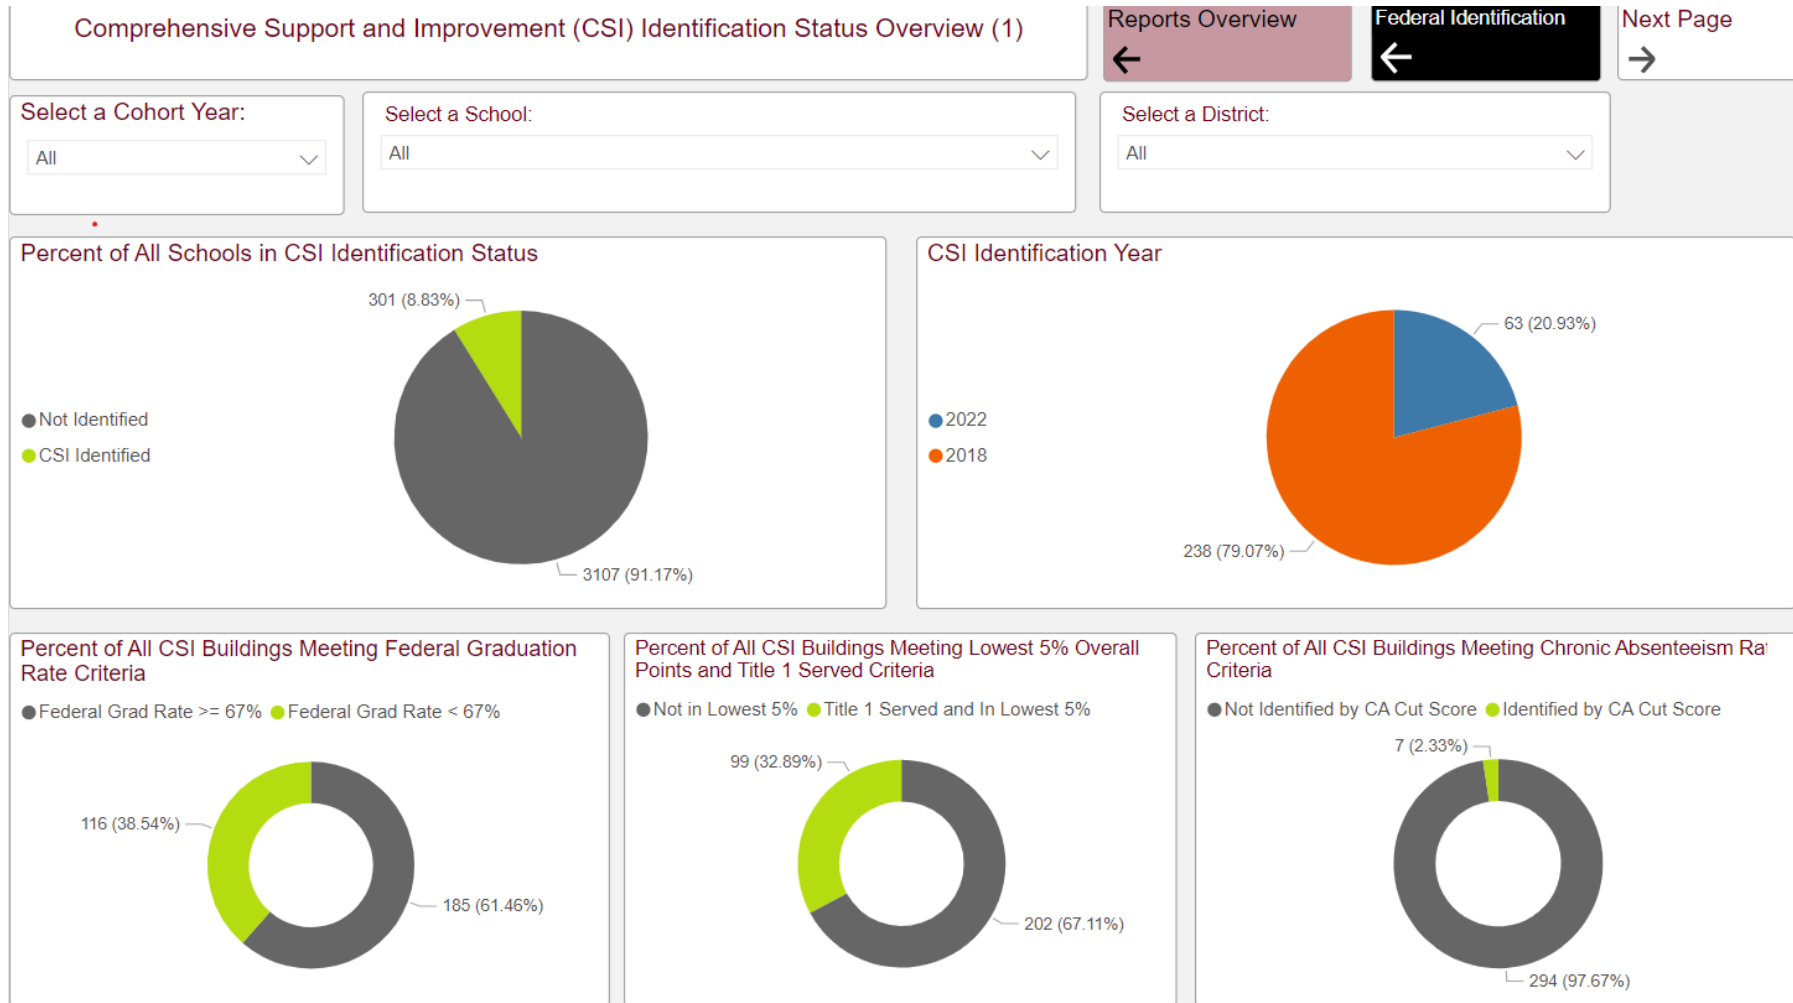 Comprehensive Support and Improvement (CSI) Identification Status Overview (1)
Reports Overview
Federal Identification
Next Page
Select a Cohort Year:
All
Select a School:
All
Select a District:
All
Percent of All Schools in CSI Identification Status
301 (8.83%)
Not Identified
CSI Identified
3107 (91.17%)
CSI Identification Year
63 (20.93%)
2022
2018
238 (79.07%)
Percent of All CSI Buildings Meeting Federal Graduation
Rate Criteria
Federal Grad Rate >= 67% Federal Grad Rate < 67%
116 (38.54%)
185 (61.46%)
Percent of All CSI Buildings Meeting Lowest 5% Overall
Points and Title 1 Served Criteria
Not in Lowest 5% Title 1 Served and In Lowest 5%
99 (32.89%)
202 (67.11%)
Percent of All CSI Buildings Meeting Chronic Absenteeism Rat
Criteria
Not Identified by CA Cut Score Identified by CA Cut Score
7 (2.33%)
294 (97.67%)